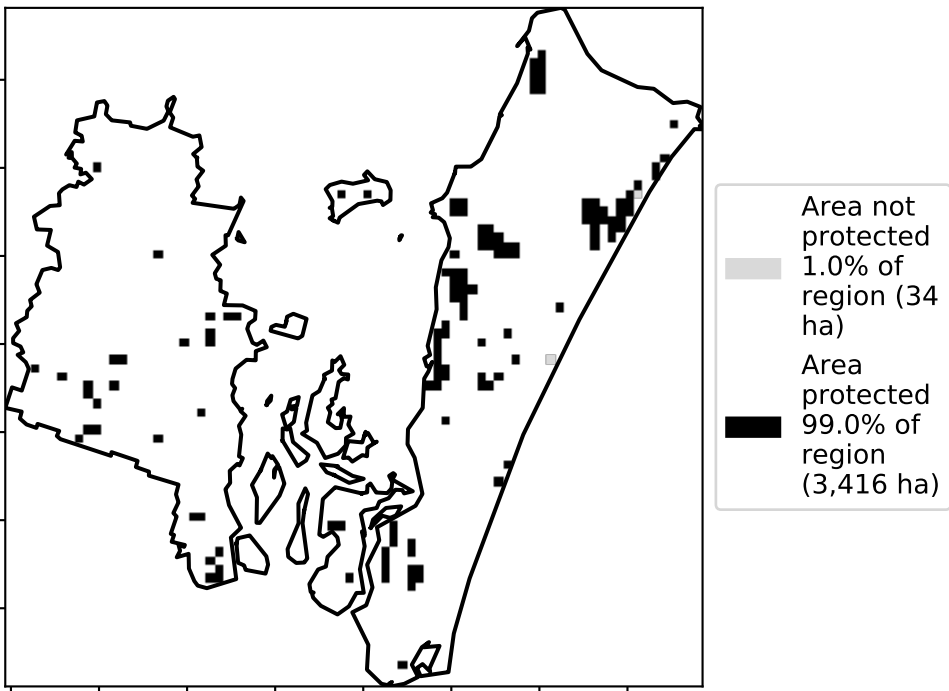 Area not
protected
1.0% of
region (34
ha)
Area
protected
99.0% of
region
(3,416 ha)